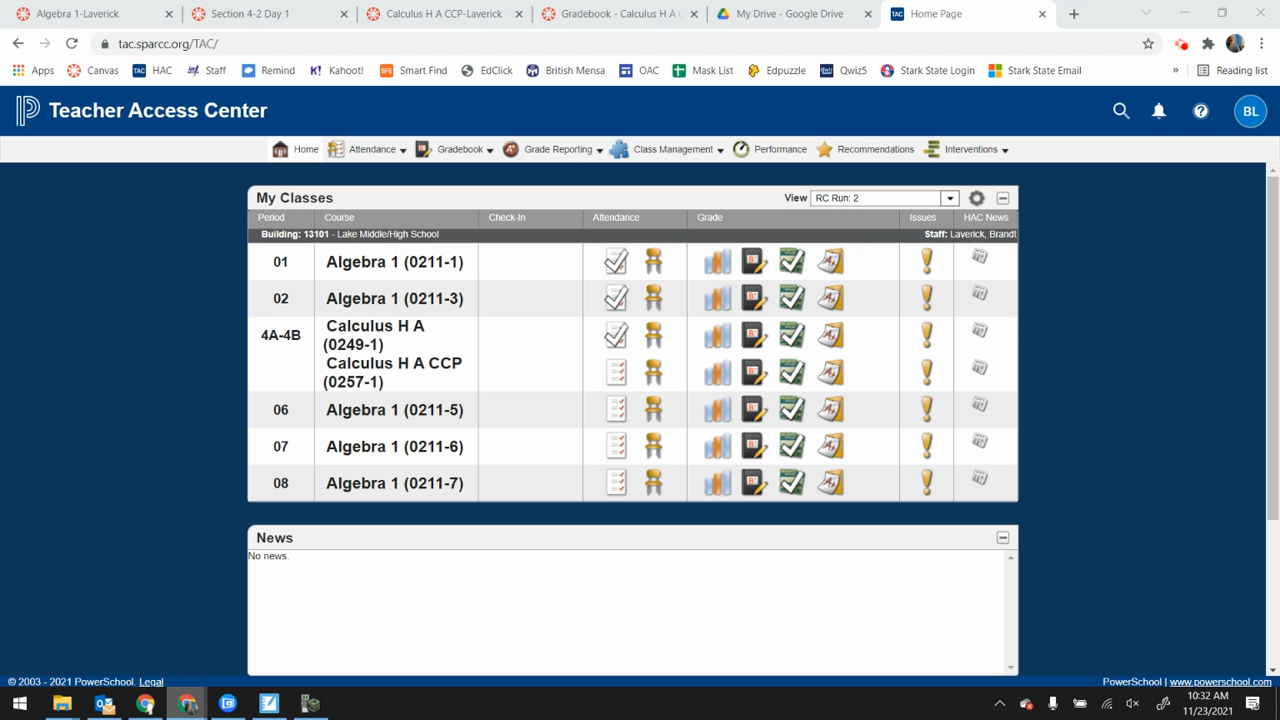 Algebra 1-Laverick
Section 4-2 Day 1
Calculus H A CCP-Laverick
Gradebook - Calculus H A C
My Drive - Google Drive
TAC Home Page
tac.sparcc.org/TAC/
Apps Canvas TAC HAC Staff Remind Kahoot! SFE Smart Find EdClick British Mensa OAC Mask List Edpuzzle Quiz Qwiz5 Stark State Login Stark State Email » Reading list
Teacher Access Center
BL
Home Attendance Gradebook Grade Reporting Class Management Performance Recommendations Interventions
My Classes View RC Run: 2
Period Course Check-In Attendance Grade Issues HAC News
Building: 13101 - Lake Middle/High School Staff: Laverick, Brandt
01 Algebra 1 (0211-1)
02 Algebra 1 (0211-3)
4A-4B Calculus H A
(0249-1)
Calculus H A CCP
(0257-1)
06 Algebra 1 (0211-5)
07 Algebra 1 (0211-6)
08 Algebra 1 (0211-7)
News
No news.
© 2003 - 2021 PowerSchool Legal PowerSchool | www.powerschool.com
10:32 AM
11/23/2021